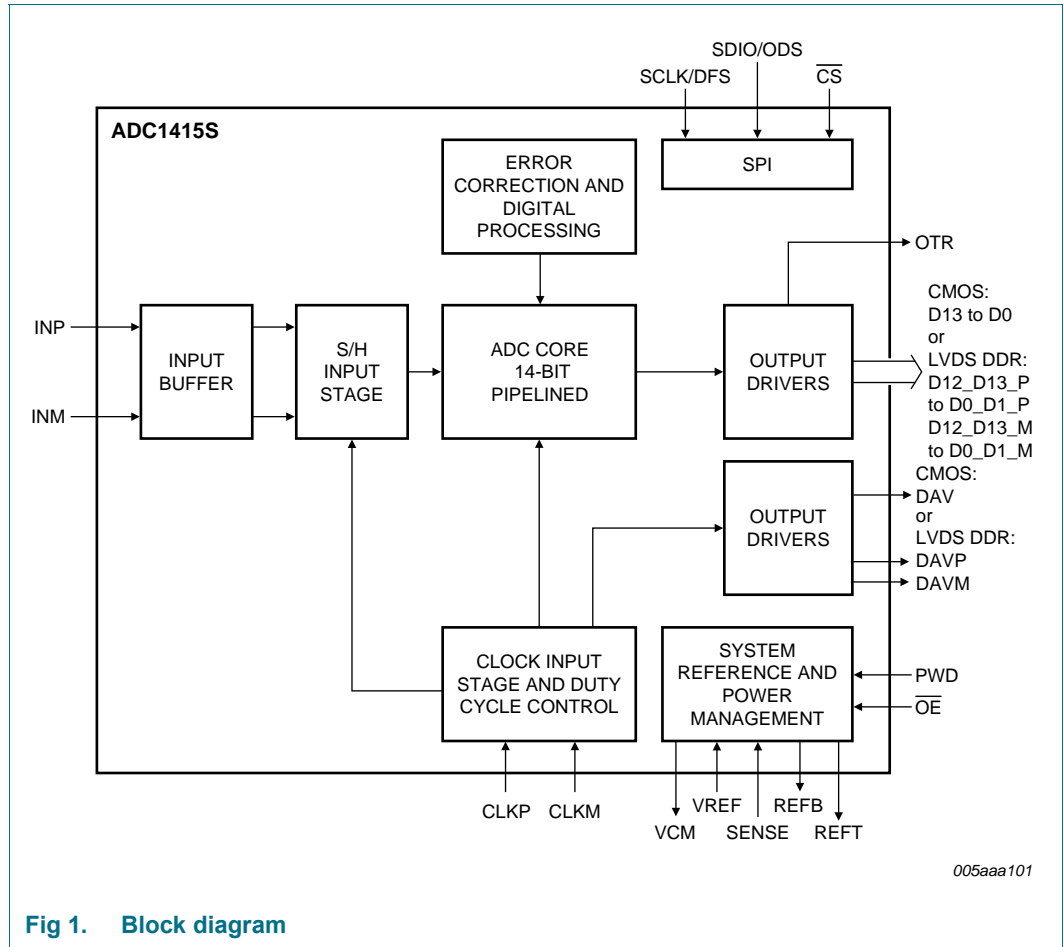 SDIO/ODS
SCLK/DFS
CS
ADC1415S
ERROR
CORRECTION AND
DIGITAL
PROCESSING
SPI
OTR
INP
INM
INPUT
BUFFER
S/H
INPUT
STAGE
ADC CORE
14-BIT
PIPELINED
OUTPUT
DRIVERS
CMOS:
D13 to D0
or
LVDS DDR:
D12_D13_P
to D0_D1_P
D12_D13_M
to D0_D1_M
OUTPUT
DRIVERS
CMOS:
DAV
or
LVDS DDR:
DAVP
DAVM
CLOCK INPUT
STAGE AND DUTY
CYCLE CONTROL
SYSTEM
REFERENCE AND
POWER
MANAGEMENT
PWD
OE
CLKP
CLKM
VCM
VREF
SENSE
REFB
REFT
005aaa101
Fig 1. Block diagram